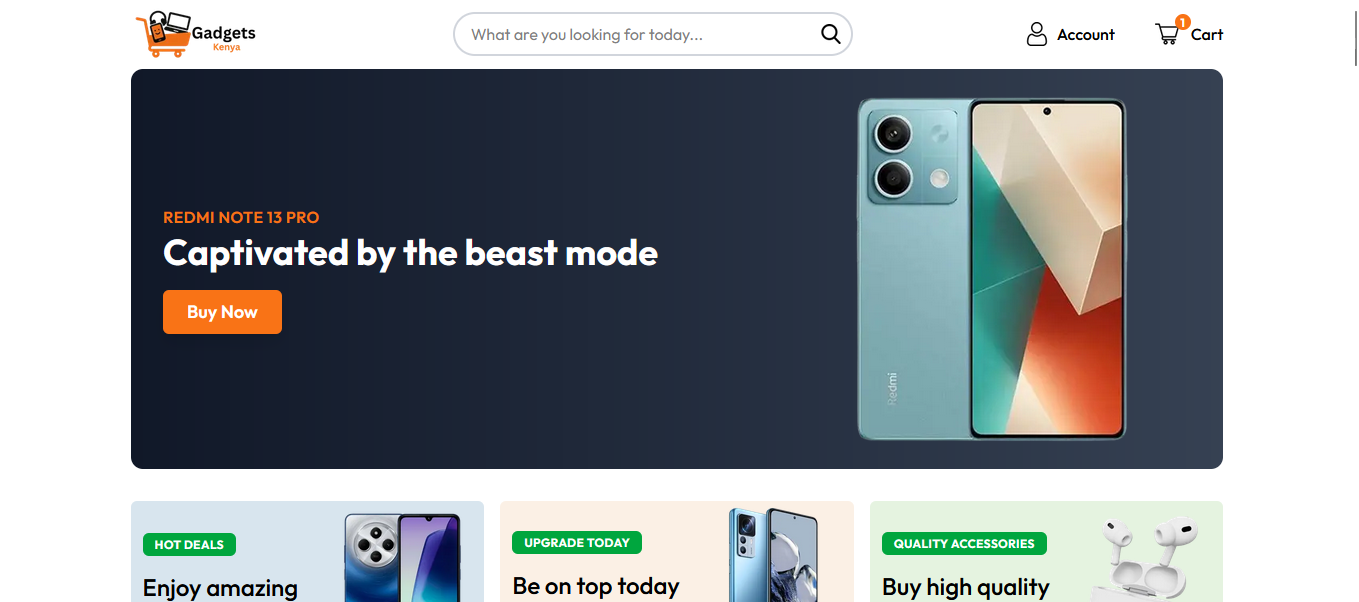 Gadgets
Kenya
What are you looking for today...
Account
1
Cart
REDMI NOTE 13 PRO
Captivated by the beast mode
Buy Now
Redmi
HOT DEALS
Enjoy amazing
UPGRADE TODAY
Be on top today
QUALITY ACCESSORIES
Buy high quality